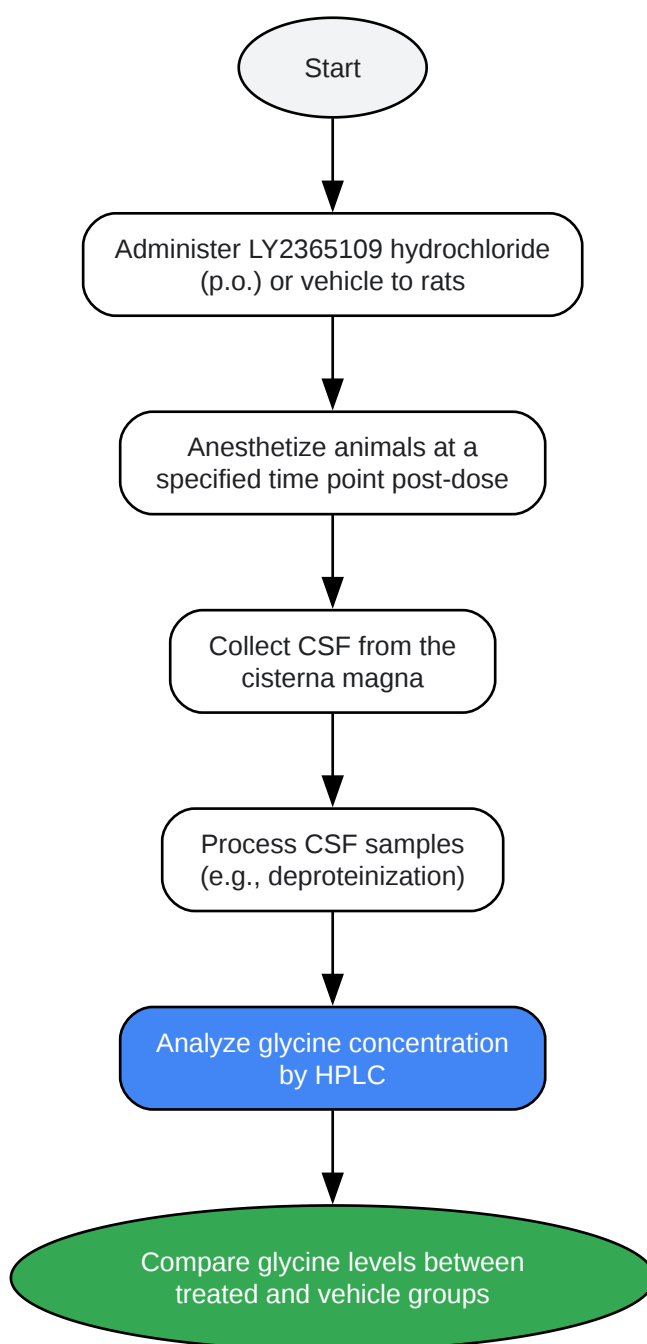 Start
Administer LY2365109 hydrochloride
(p.o.) or vehicle to rats
Anesthetize animals at a
specified time point post-dose
Collect CSF from the
cisterna magna
Process CSF samples
(e.g., deproteinization)
Analyze glycine concentration
by HPLC
Compare glycine levels between
treated and vehicle groups